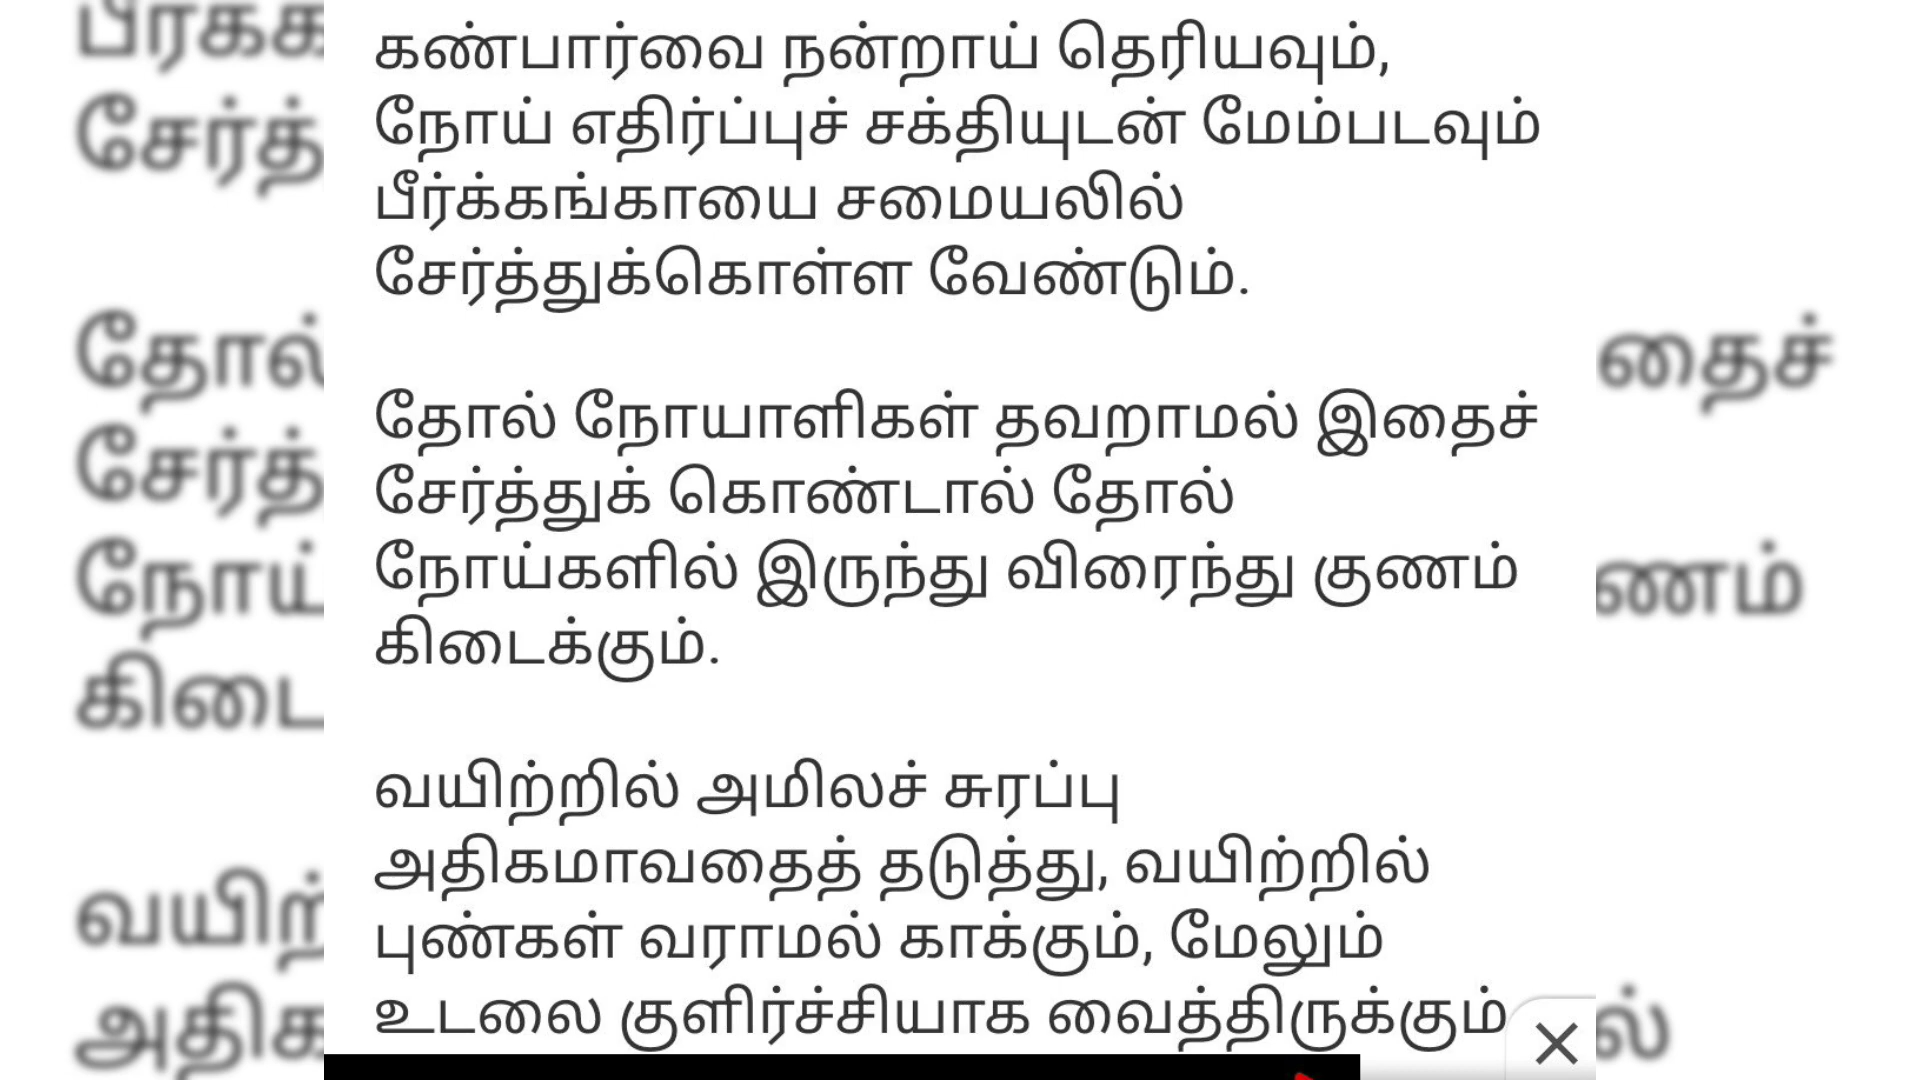 கண்பார்வை நன்றாய் தெரியவும்,
நோய் எதிர்ப்புச் சக்தியுடன் மேம்படவும்
பீர்க்கங்காயை சமையலில்
சேர்த்துக்கொள்ள வேண்டும்.
தோல் நோயாளிகள் தவறாமல் இதைச்
சேர்த்துக் கொண்டால் தோல்
நோய்களில் இருந்து விரைந்து குணம்
கிடைக்கும்.
வயிற்றில் அமிலச் சுரப்பு
அதிகமாவதைத் தடுத்து, வயிற்றில்
புண்கள் வராமல் காக்கும், மேலும்
உடலை குளிர்ச்சியாக வைத்திருக்கும்